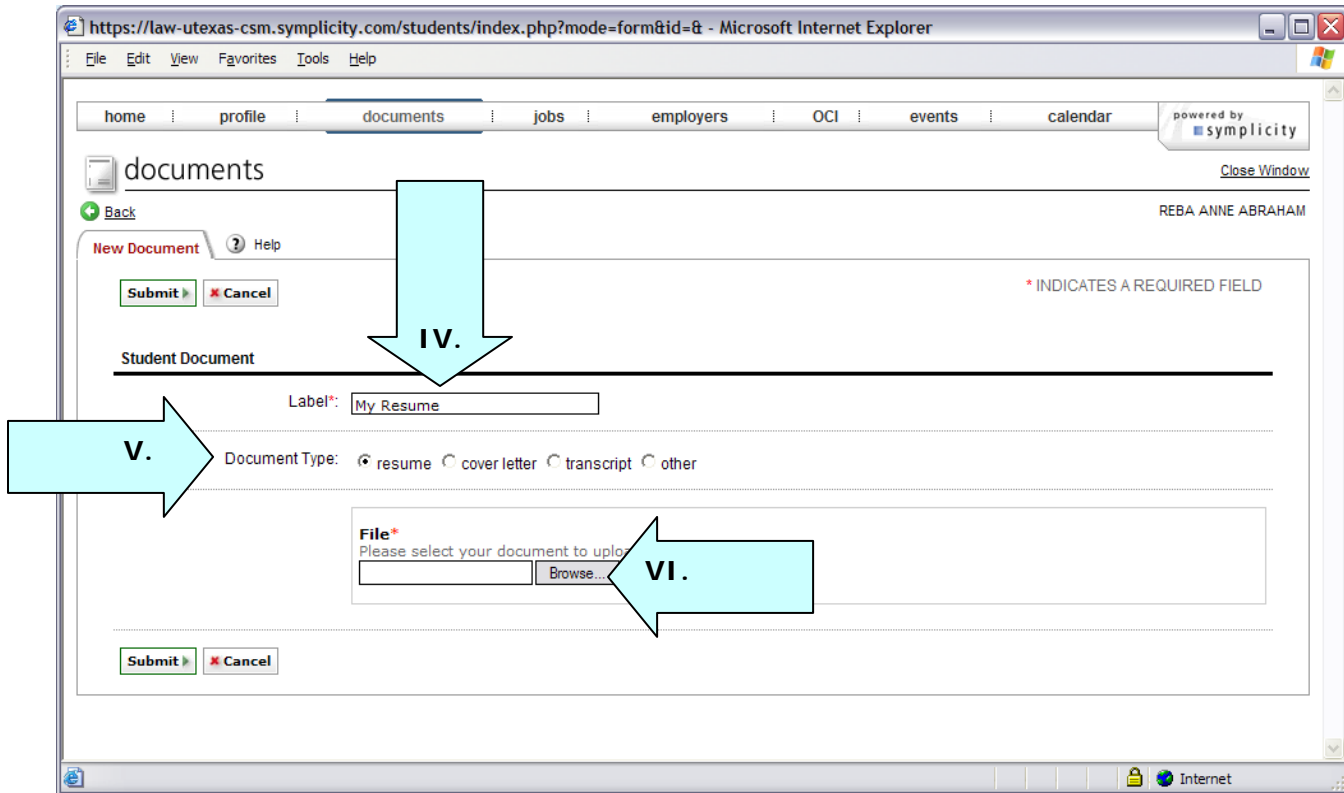 https://law-utexas-csm.symplicity.com/students/index.php?mode=form&id=& - Microsoft Internet Explorer
File Edit View Favorites Tools Help
home profile documents jobs employers OCI events calendar powered by
symplicity
documents
Close Window
Back
REBA ANNE ABRAHAM
New Document ? Help
Submit Cancel
* INDICATES A REQUIRED FIELD
IV.
Student Document
Label*: My Resume
V.
Document Type: resume cover letter transcript other
File*
Please select your document to
Browse...
VI.
Submit Cancel
Internet